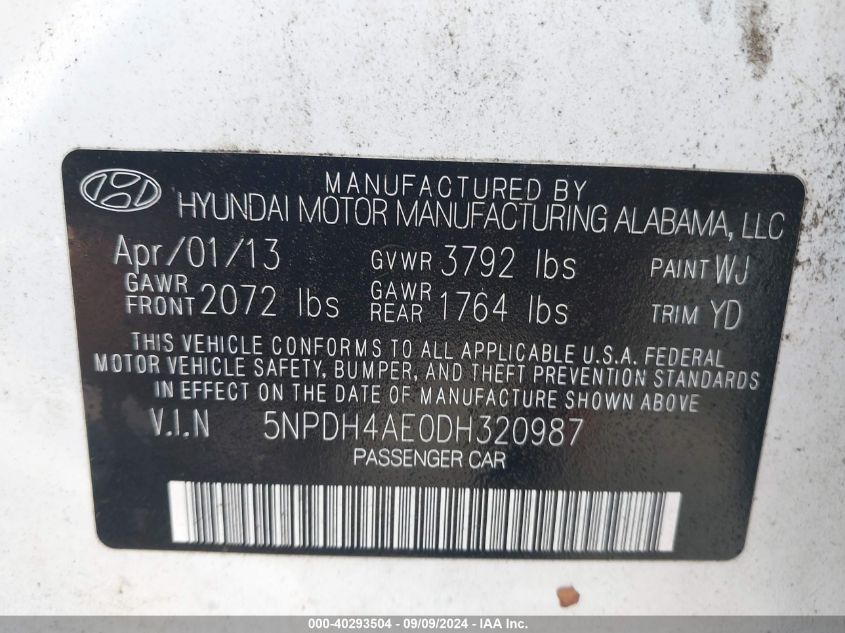 MANUFACTURED BY
HYUNDAI MOTOR MANUFACTURING ALABAMA, LLC
Apr/01/13 GVWR 3792 lbs PAINT WJ
GAWR FRONT 2072 lbs GAWR REAR 1764 lbs TRIM YD
THIS VEHICLE CONFORMS TO ALL APPLICABLE U.S.A. FEDERAL
MOTOR VEHICLE SAFETY, BUMPER, AND THEFT PREVENTION STANDARDS
IN EFFECT ON THE DATE OF MANUFACTURE SHOWN ABOVE.
V.I.N 5NPDH4AE0DH320987
PASSENGER CAR
000-40293504 - 09/09/2024 - IAA Inc.